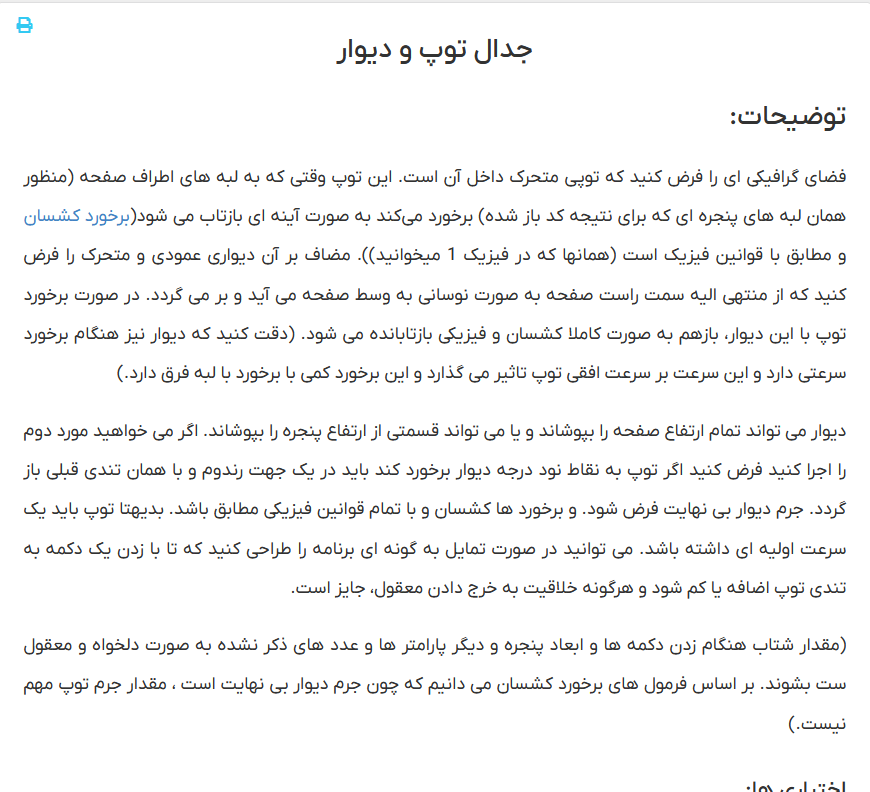 جدال توپ و دیوار
توضیحات:
فضای گرافیکی ای را فرض کنید که توپی متحرک داخل آن است. این توپ وقتی که به لبه های اطراف صفحه (منظور
همان لبه های پنجره ای که برای نتیجه کد باز شده) برخورد می‌کند به صورت آینه ای بازتاب می شود(برخورد کشسان
و مطابق با قوانین فیزیک است (همانها که در فیزیک 1 میخوانید)). مضاف بر آن دیواری عمودی و متحرک را فرض
کنید که از منتهی الیه سمت راست صفحه به صورت نوسانی به وسط صفحه می آید و بر می گردد. در صورت برخورد
توپ با این دیوار، بازهم به صورت کاملا کشسان و فیزیکی بازتابانده می شود. (دقت کنید که دیوار نیز هنگام برخورد
سرعتی دارد و این سرعت بر سرعت افقی توپ تاثیر می گذارد و این برخورد کمی با برخورد با لبه فرق دارد.)
دیوار می تواند تمام ارتفاع صفحه را بپوشاند و یا می تواند قسمتی از ارتفاع پنجره را بپوشاند. اگر می خواهید مورد دوم
را اجرا کنید فرض کنید اگر توپ به نقاط نود درجه دیوار برخورد کند باید در یک جهت رندوم و با همان تندی قبلی باز
گردد. جرم دیوار بی نهایت فرض شود. و برخورد ها کشسان و با تمام قوانین فیزیکی مطابق باشد. بدیهتا توپ باید یک
سرعت اولیه ای داشته باشد. می توانید در صورت تمایل به گونه ای برنامه را طراحی کنید که تا با زدن یک دکمه به
تندی توپ اضافه یا کم شود و هرگونه خلاقیت به خرج دادن معقول، جایز است.
(مقدار شتاب هنگام زدن دکمه ها و ابعاد پنجره و دیگر پارامتر ها و عدد های ذکر نشده به صورت دلخواه و معقول
ست بشوند. بر اساس فرمول های برخورد کشسان می دانیم که چون جرم دیوار بی نهایت است ، مقدار جرم توپ مهم
نیست.)
اختیاری ها: